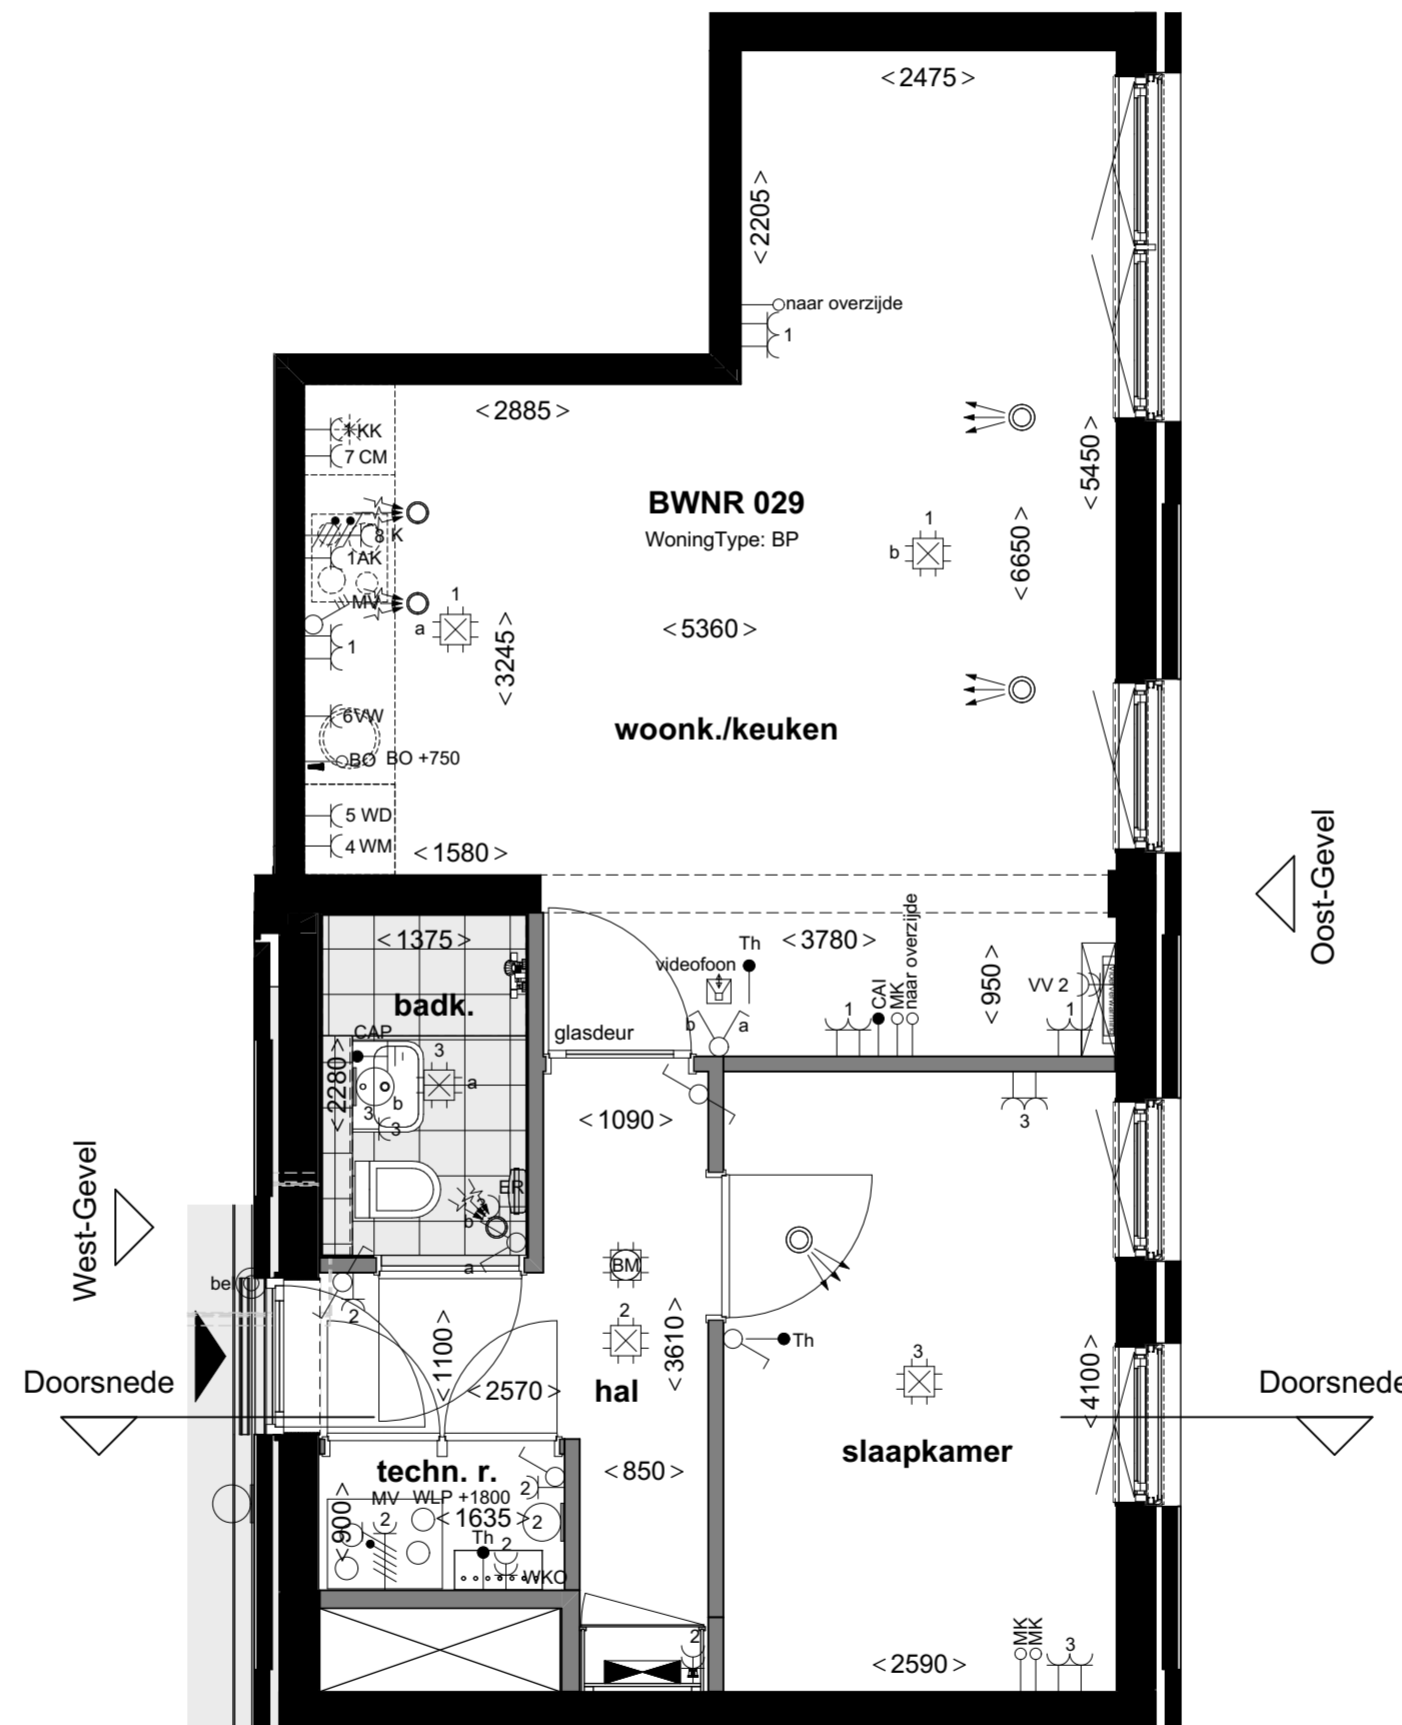 <2475>
<2205>
naar overzijde
1
<2885>
KK
7 CM
<5450>
BWNR 029
WoningType: BP
8 K
1
b
<6650>
1AK
MV
1
a
<5360>
<3245>
1
6VW
woonk./keuken
BO
BO +750
5 WD
4 WM
<1580>
Oost-Gevel
<1375>
Th
<3780>
naar overzijde
videofoon
CAI
MK
<950>
VV 2
badk.
1
1
b
a
glasdeur
CAP
3
a
<2280>
b
3
3
<1090>
3
West-Gevel
ER
b
a
BM
bel
2
2
<1100>
<3610>
Th
3
<4100>
Doorsnede
<2570>
hal
Doorsnede
slaapkamer
techn. r.
<850>
MV
WLP +1800
2
<900>
2
<1635>
2
Th
2
WKO
2
MK
MK
3
<2590>